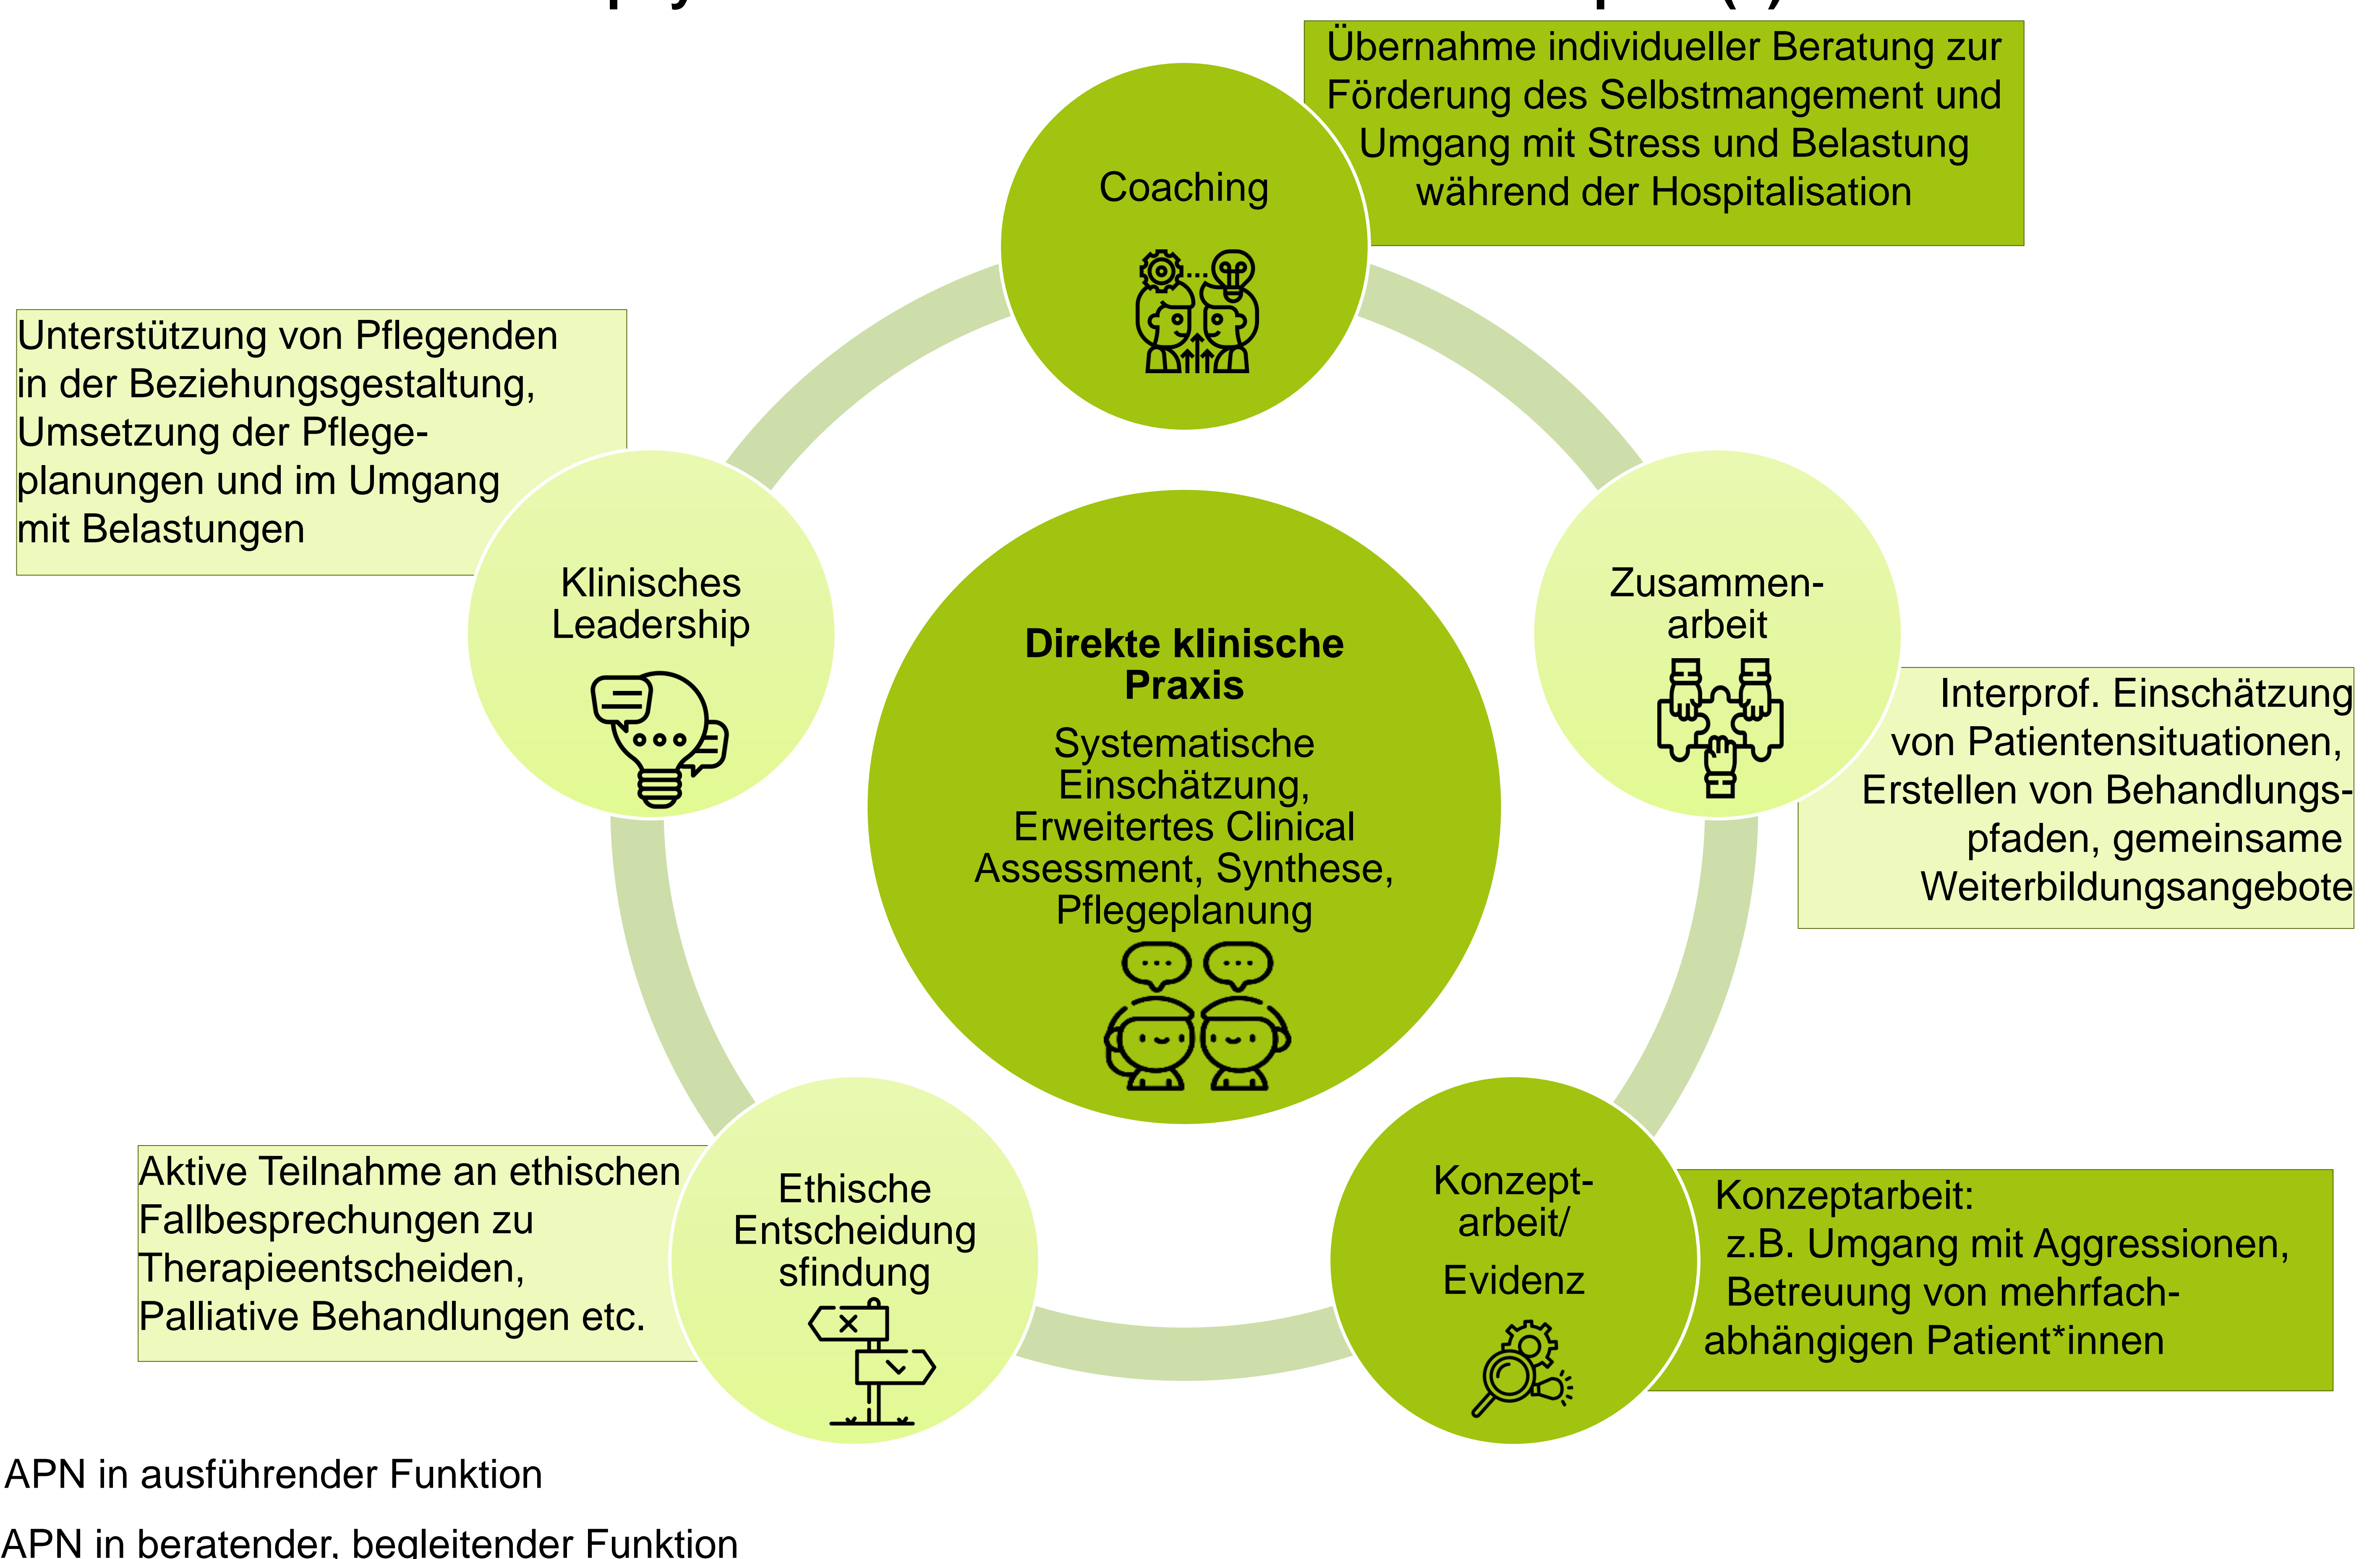 Übernahme individueller Beratung zur
Förderung des Selbstmangement und
Umgang mit Stress und Belastung
während der Hospitalisation
Coaching
Unterstützung von Pflegenden
in der Beziehungsgestaltung,
Umsetzung der Pflege-
planungen und im Umgang
mit Belastungen
Klinisches
Leadership
Zusammen-
arbeit
Interprof. Einschätzung
von Patientensituationen,
Erstellen von Behandlungs-
pfaden, gemeinsame
Weiterbildungsangebote
Direkte klinische
Praxis
Systematische
Einschätzung,
Erweitertes Clinical
Assessment, Synthese,
Pflegeplanung
Aktive Teilnahme an ethischen
Fallbesprechungen zu
Therapieentscheiden,
Palliative Behandlungen etc.
Ethische
Entscheidung
sfindung
Konzept-
arbeit/
Evidenz
Konzeptarbeit:
z.B. Umgang mit Aggressionen,
Betreuung von mehrfach-
abhängigen Patient*innen
APN in ausführender Funktion
APN in beratender, begleitender Funktion